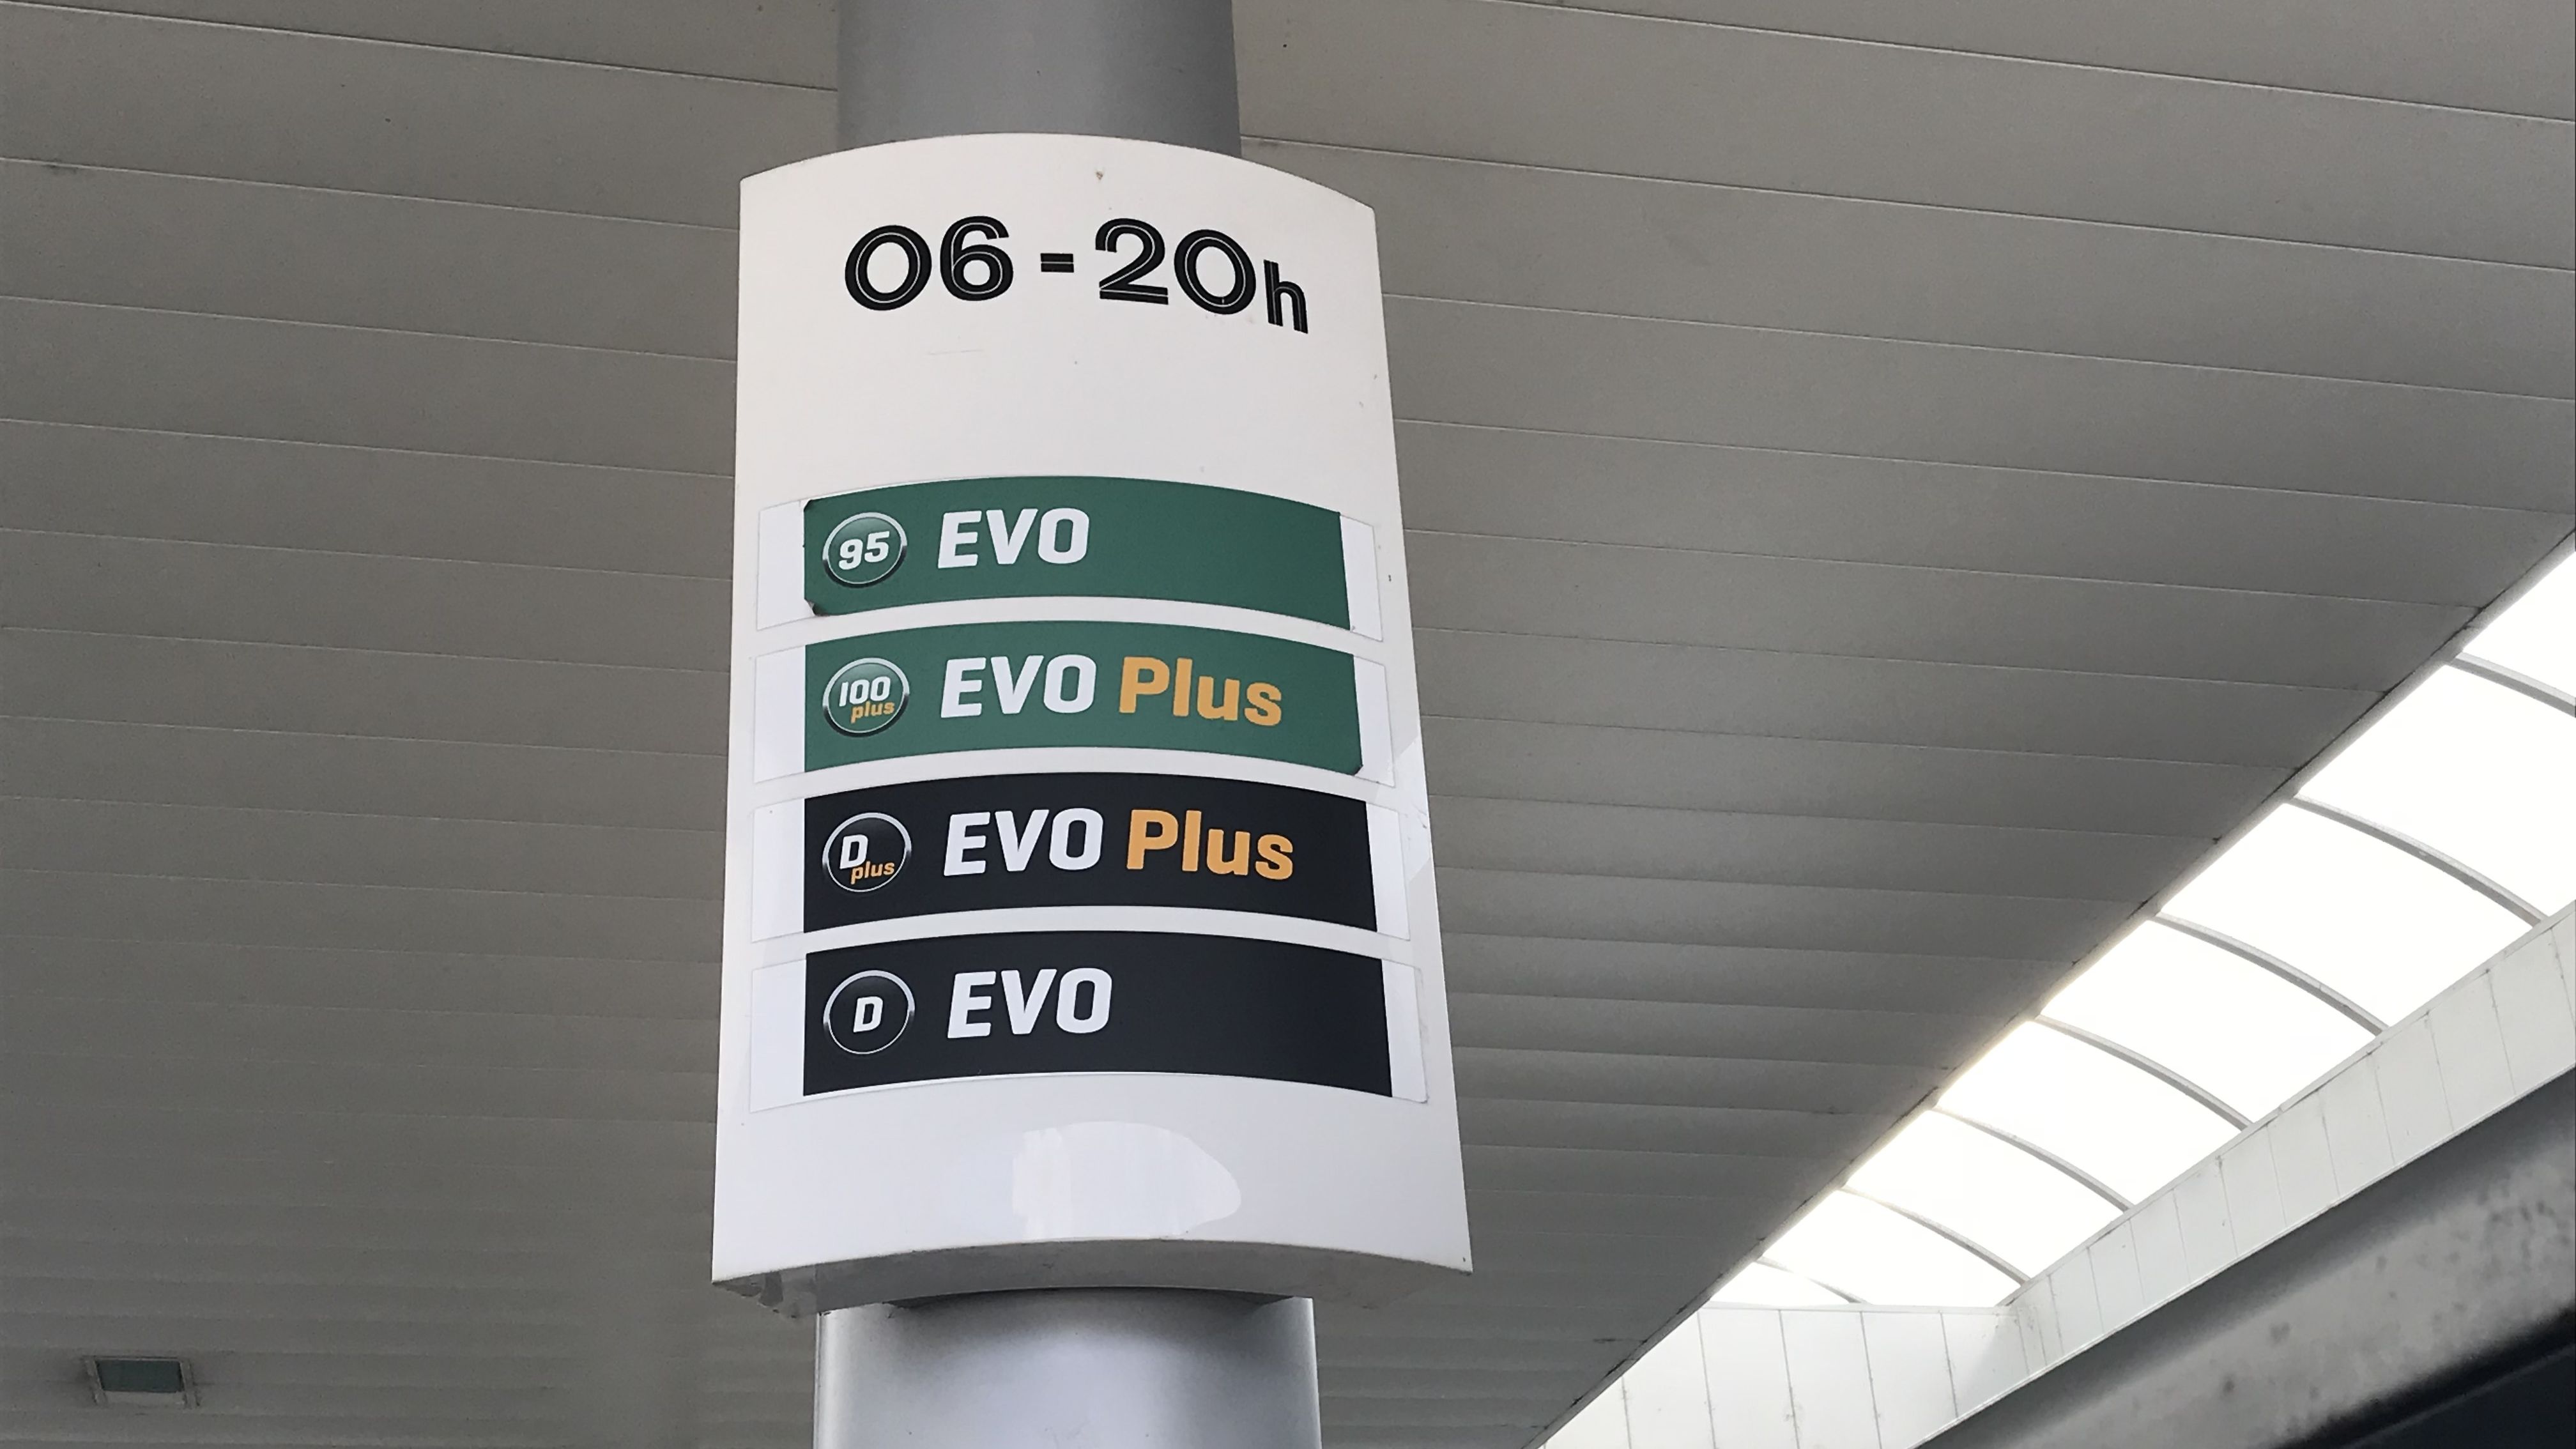 06-20h
95 EVO
100 plus EVO Plus
D plus EVO Plus
D EVO